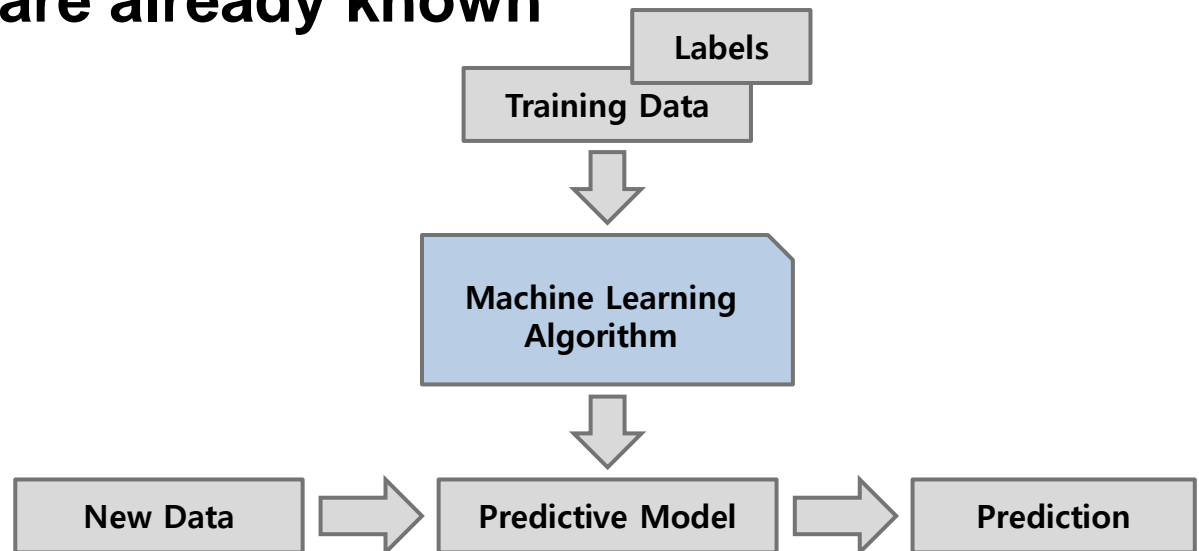 are already known
Labels
Training Data
Machine Learning
Algorithm
New Data
Predictive Model
Prediction